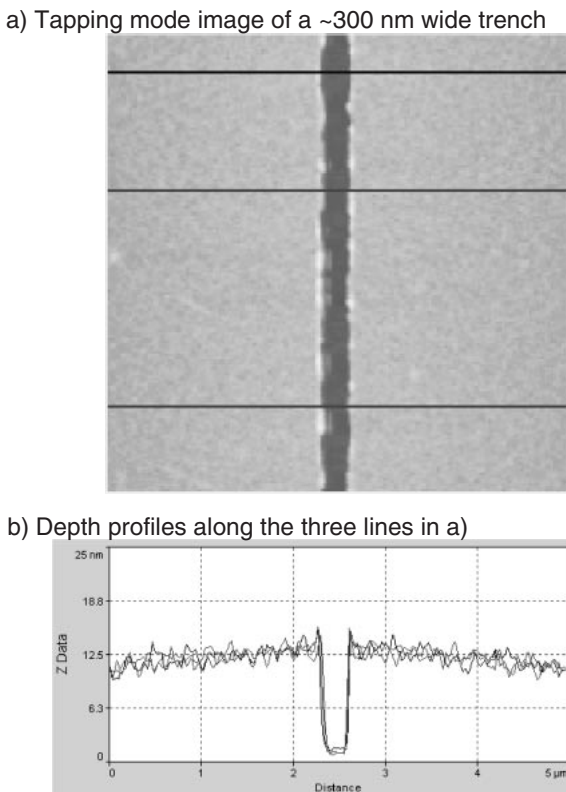 a) Tapping mode image of a ~300 nm wide trench
b) Depth profiles along the three lines in a)
25 nm
18.8
12.5
6.3
0
Z Data
0 1 2 3 4 5 µm
Distance